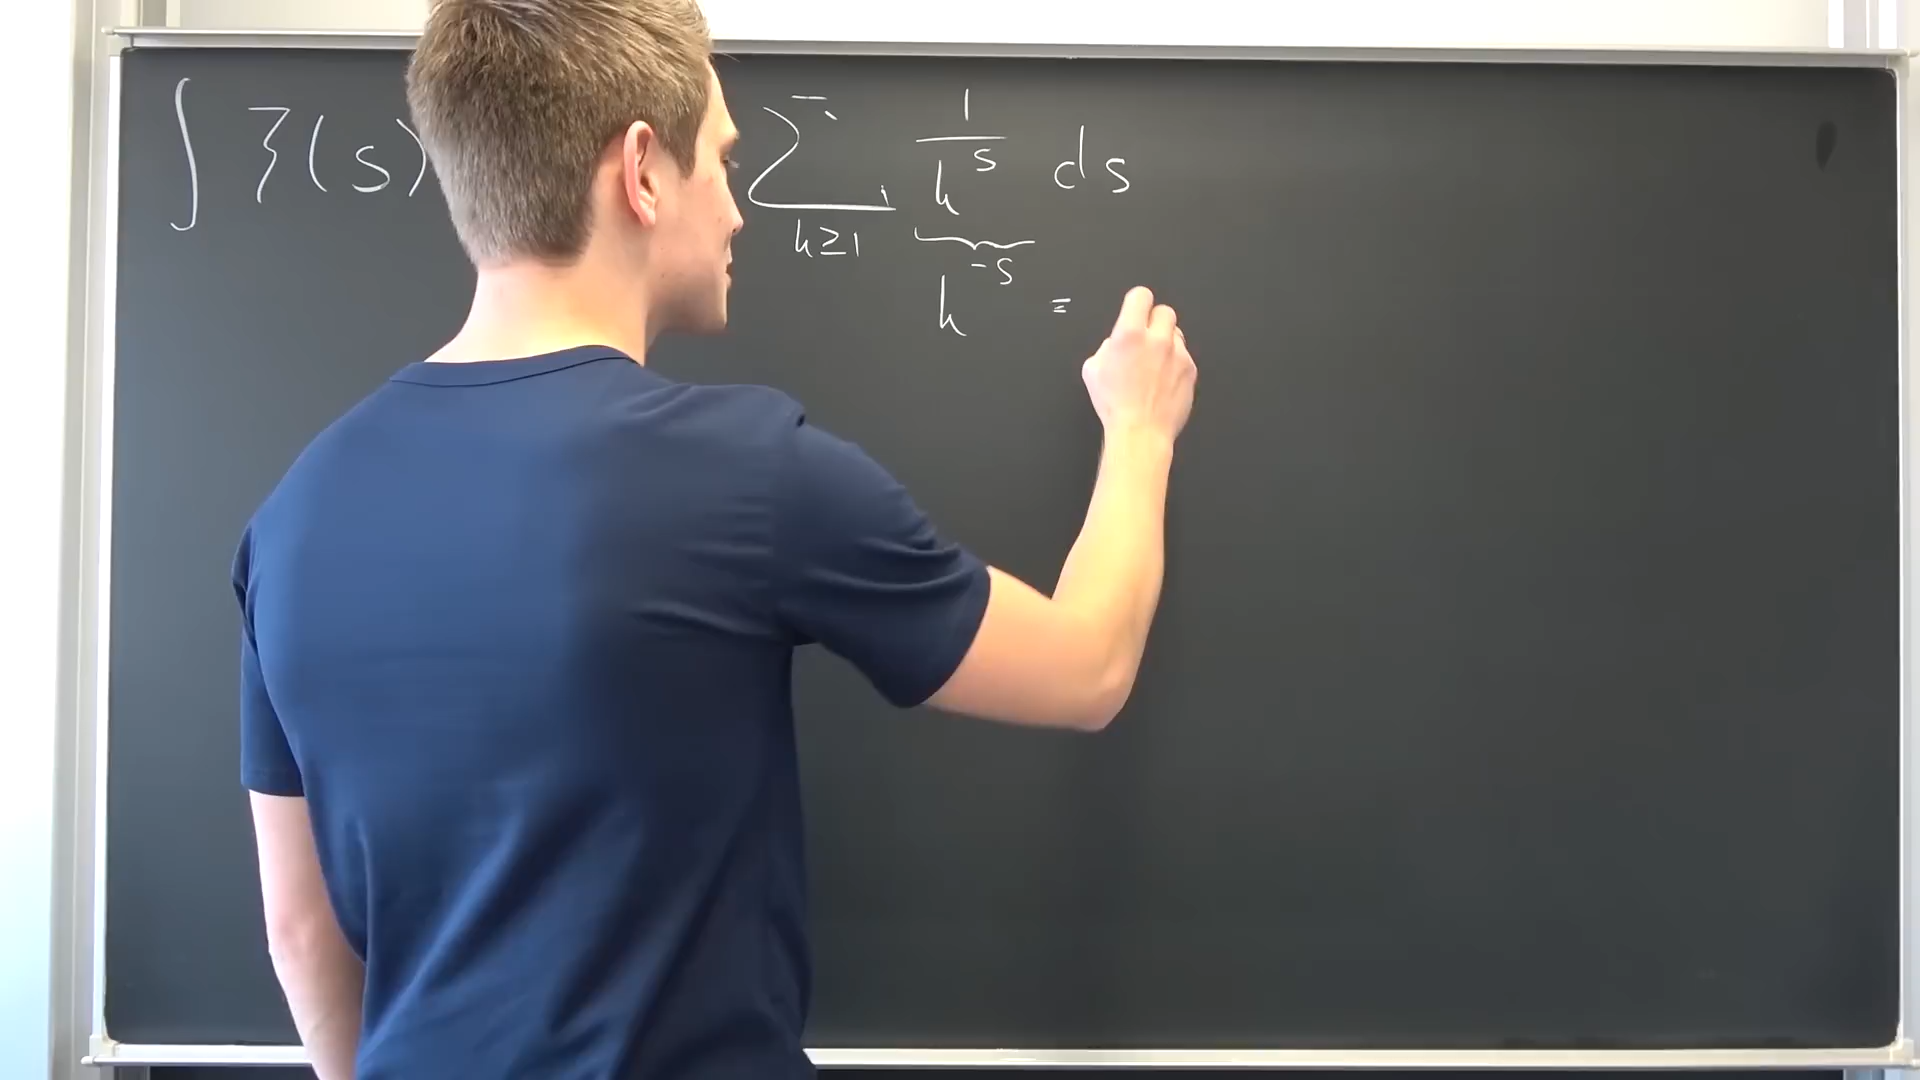 ∫ ζ(s) ∑ 1/k^s ds
k≥1
k^-s =